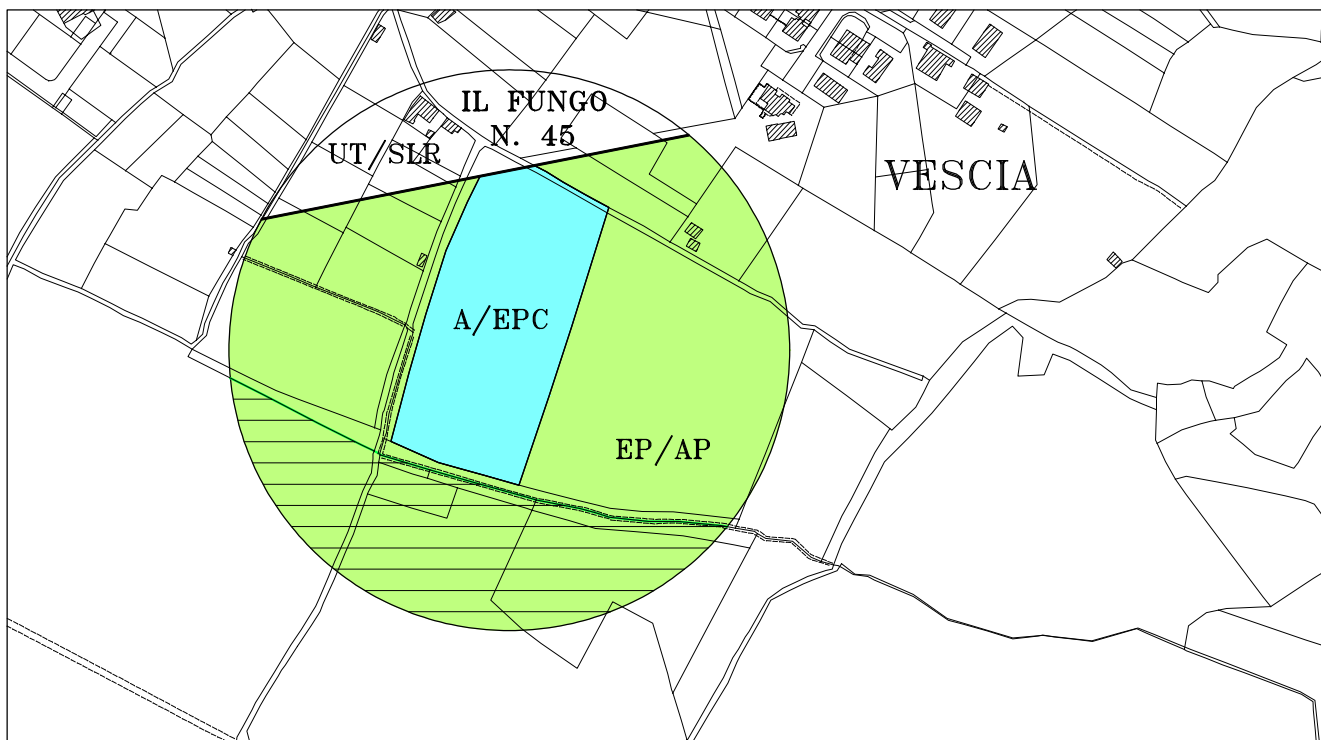 IL FUNGO
N. 45
UT/SLR
VESCIA
A/EPC
EP/AP